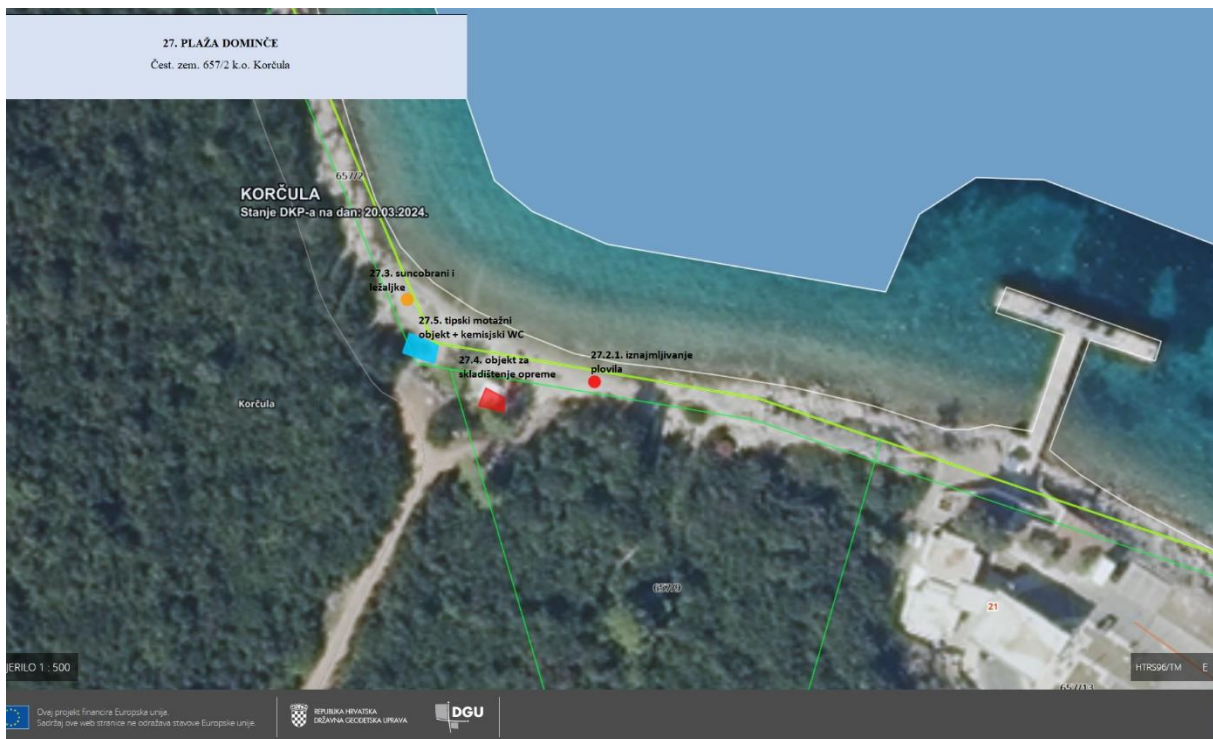 27. PLAŽA DOMINČE
Čest. zem. 657/2 k.o. Korčula
657/2
KORČULA
Stanje DKP-a na dan: 20.03.2024.
27.3. suncobrani i
ležaljke
27.5. tipski motažni
objekt + kemisjski WC
27.4. objekt za
skladištenje opreme
27.2.1. iznajmljivanje
plovila
Korčula
657/9
21
657/13
JERILO 1 : 500
HTRS96/TM E
Ovaj projekt financira Europska unija.
Sadržaj ove web stranice ne odražava stavove Europske unije.
REPUBLIKA HRVATSKA
DRŽAVNA GEODETSKA UPRAVA
DGU